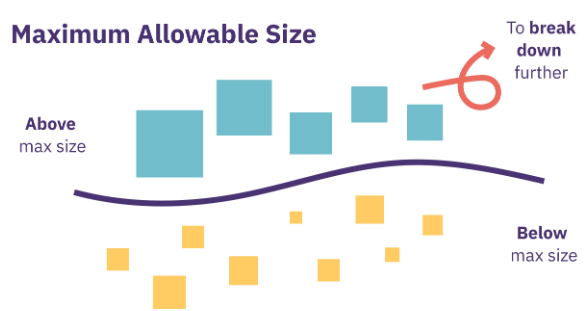 Maximum Allowable Size
To break
down
further
Above
max size
Below
max size